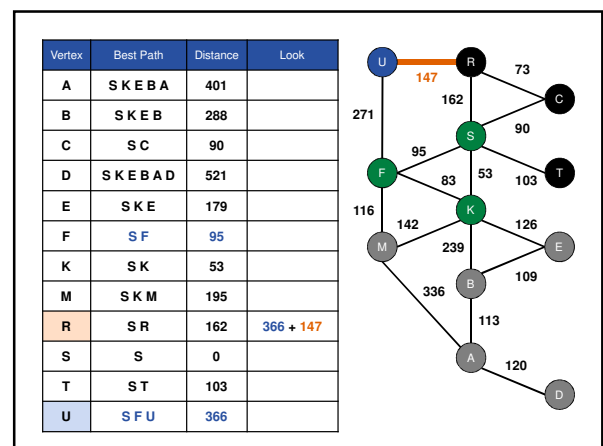 Vertex Best Path Distance Look
A S K E B A 401
B S K E B 288
C S C 90
D S K E B A D 521
E S K E 179
F S F 95
K S K 53
M S K M 195
R S R 162 366 + 147
S S 0
T S T 103
U S F U 366
U R
147 73
C
271 162
90
S
95
F 83 53 103 T
K
116 142 126
M 239 E
109
336 B
113
A
120
D